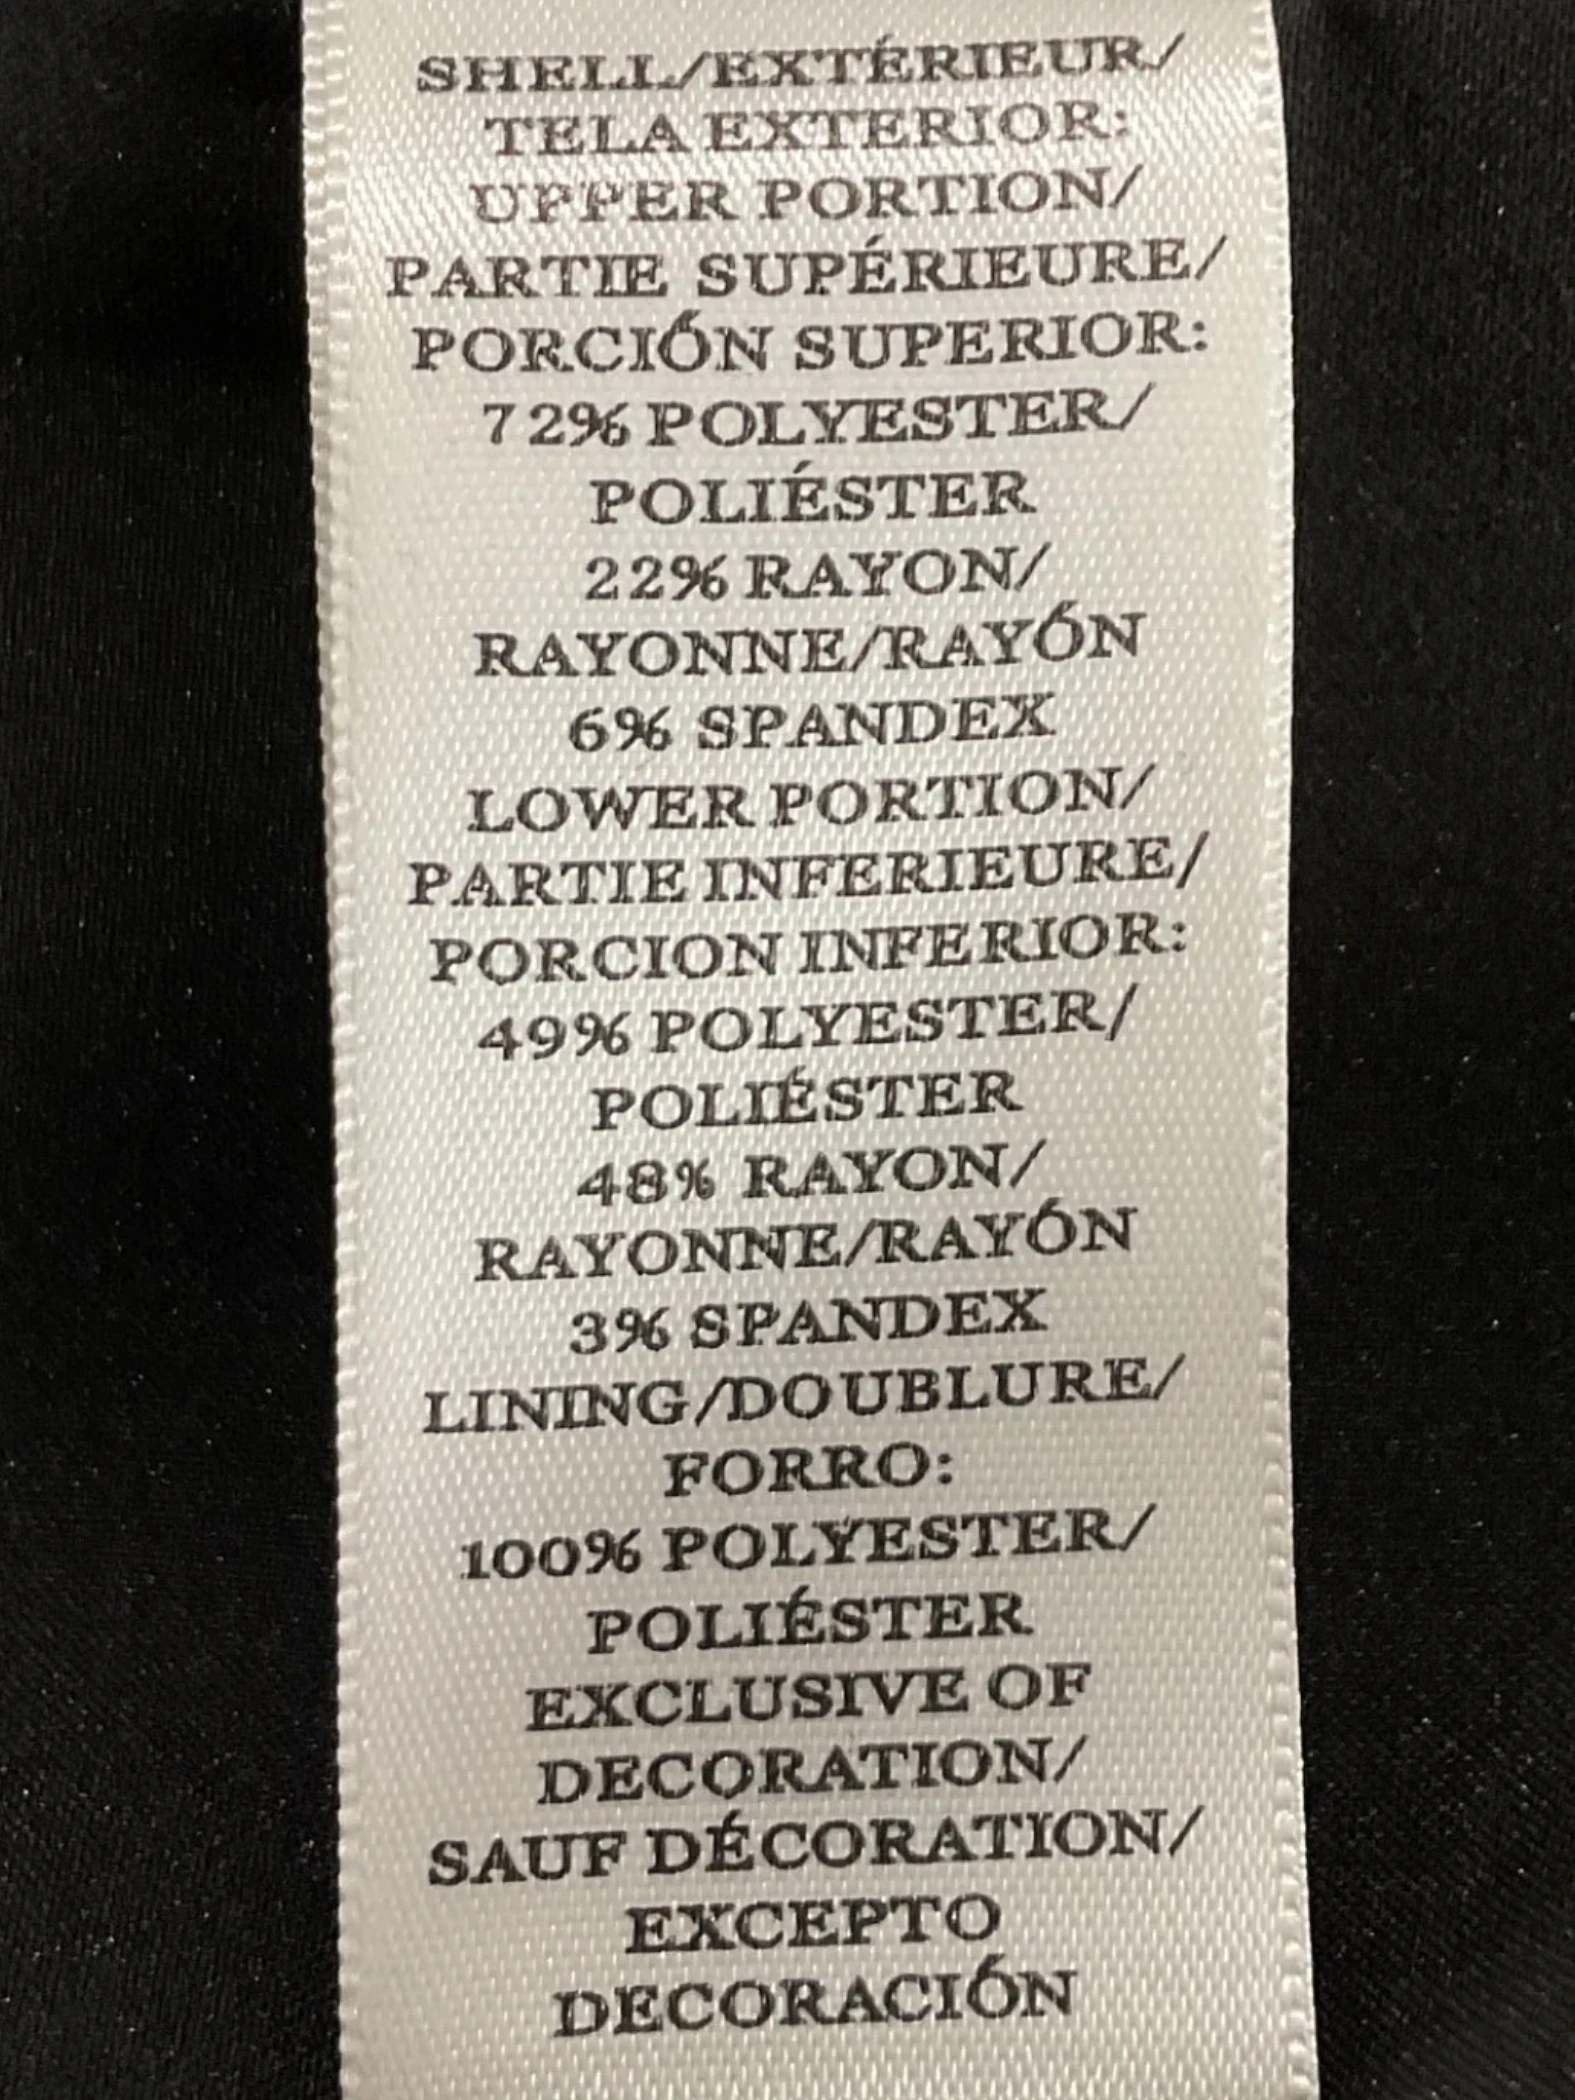 SHELL/EXTÉRIEUR/
TELA EXTERIOR:
UPPER PORTION/
PARTIE SUPÉRIEURE/
PORCIÓN SUPERIOR:
72% POLYESTER/
POLIÉSTER
22% RAYON/
RAYONNE/RAYÓN
6% SPANDEX
LOWER PORTION/
PARTIE INFERIEURE/
PORCION INFERIOR:
49% POLYESTER/
POLIÉSTER
48% RAYON/
RAYONNE/RAYÓN
3% SPANDEX
LINING/DOUBLURE/
FORRO:
100% POLYESTER/
POLIÉSTER
EXCLUSIVE OF
DECORATION/
SAUF DÉCORATION/
EXCEPTO
DECORACIÓN